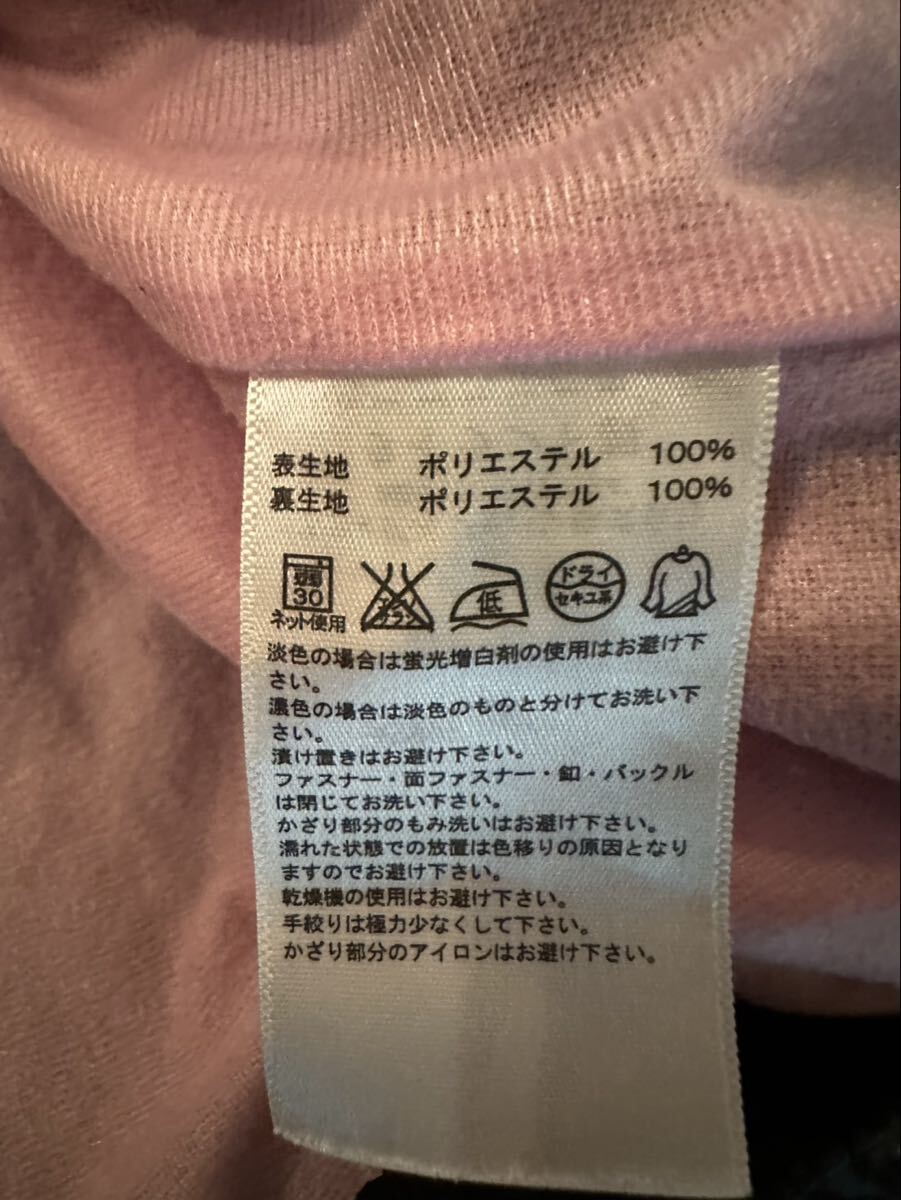 表生地 ポリエステル 100%
裏生地 ポリエステル 100%
30
ネット使用
低
ドライ
セキユ系
淡色の場合は蛍光増白剤の使用はお避け下
さい。
濃色の場合は淡色のものと分けてお洗い下
さい。
漬け置きはお避け下さい。
ファスナー・面ファスナー・釦・バックル
は閉じてお洗い下さい。
かざり部分のもみ洗いはお避け下さい。
濡れた状態での放置は色移りの原因となり
ますのでお避け下さい。
乾燥機の使用はお避け下さい。
手絞りは極力少なくして下さい。
かざり部分のアイロンはお避け下さい。